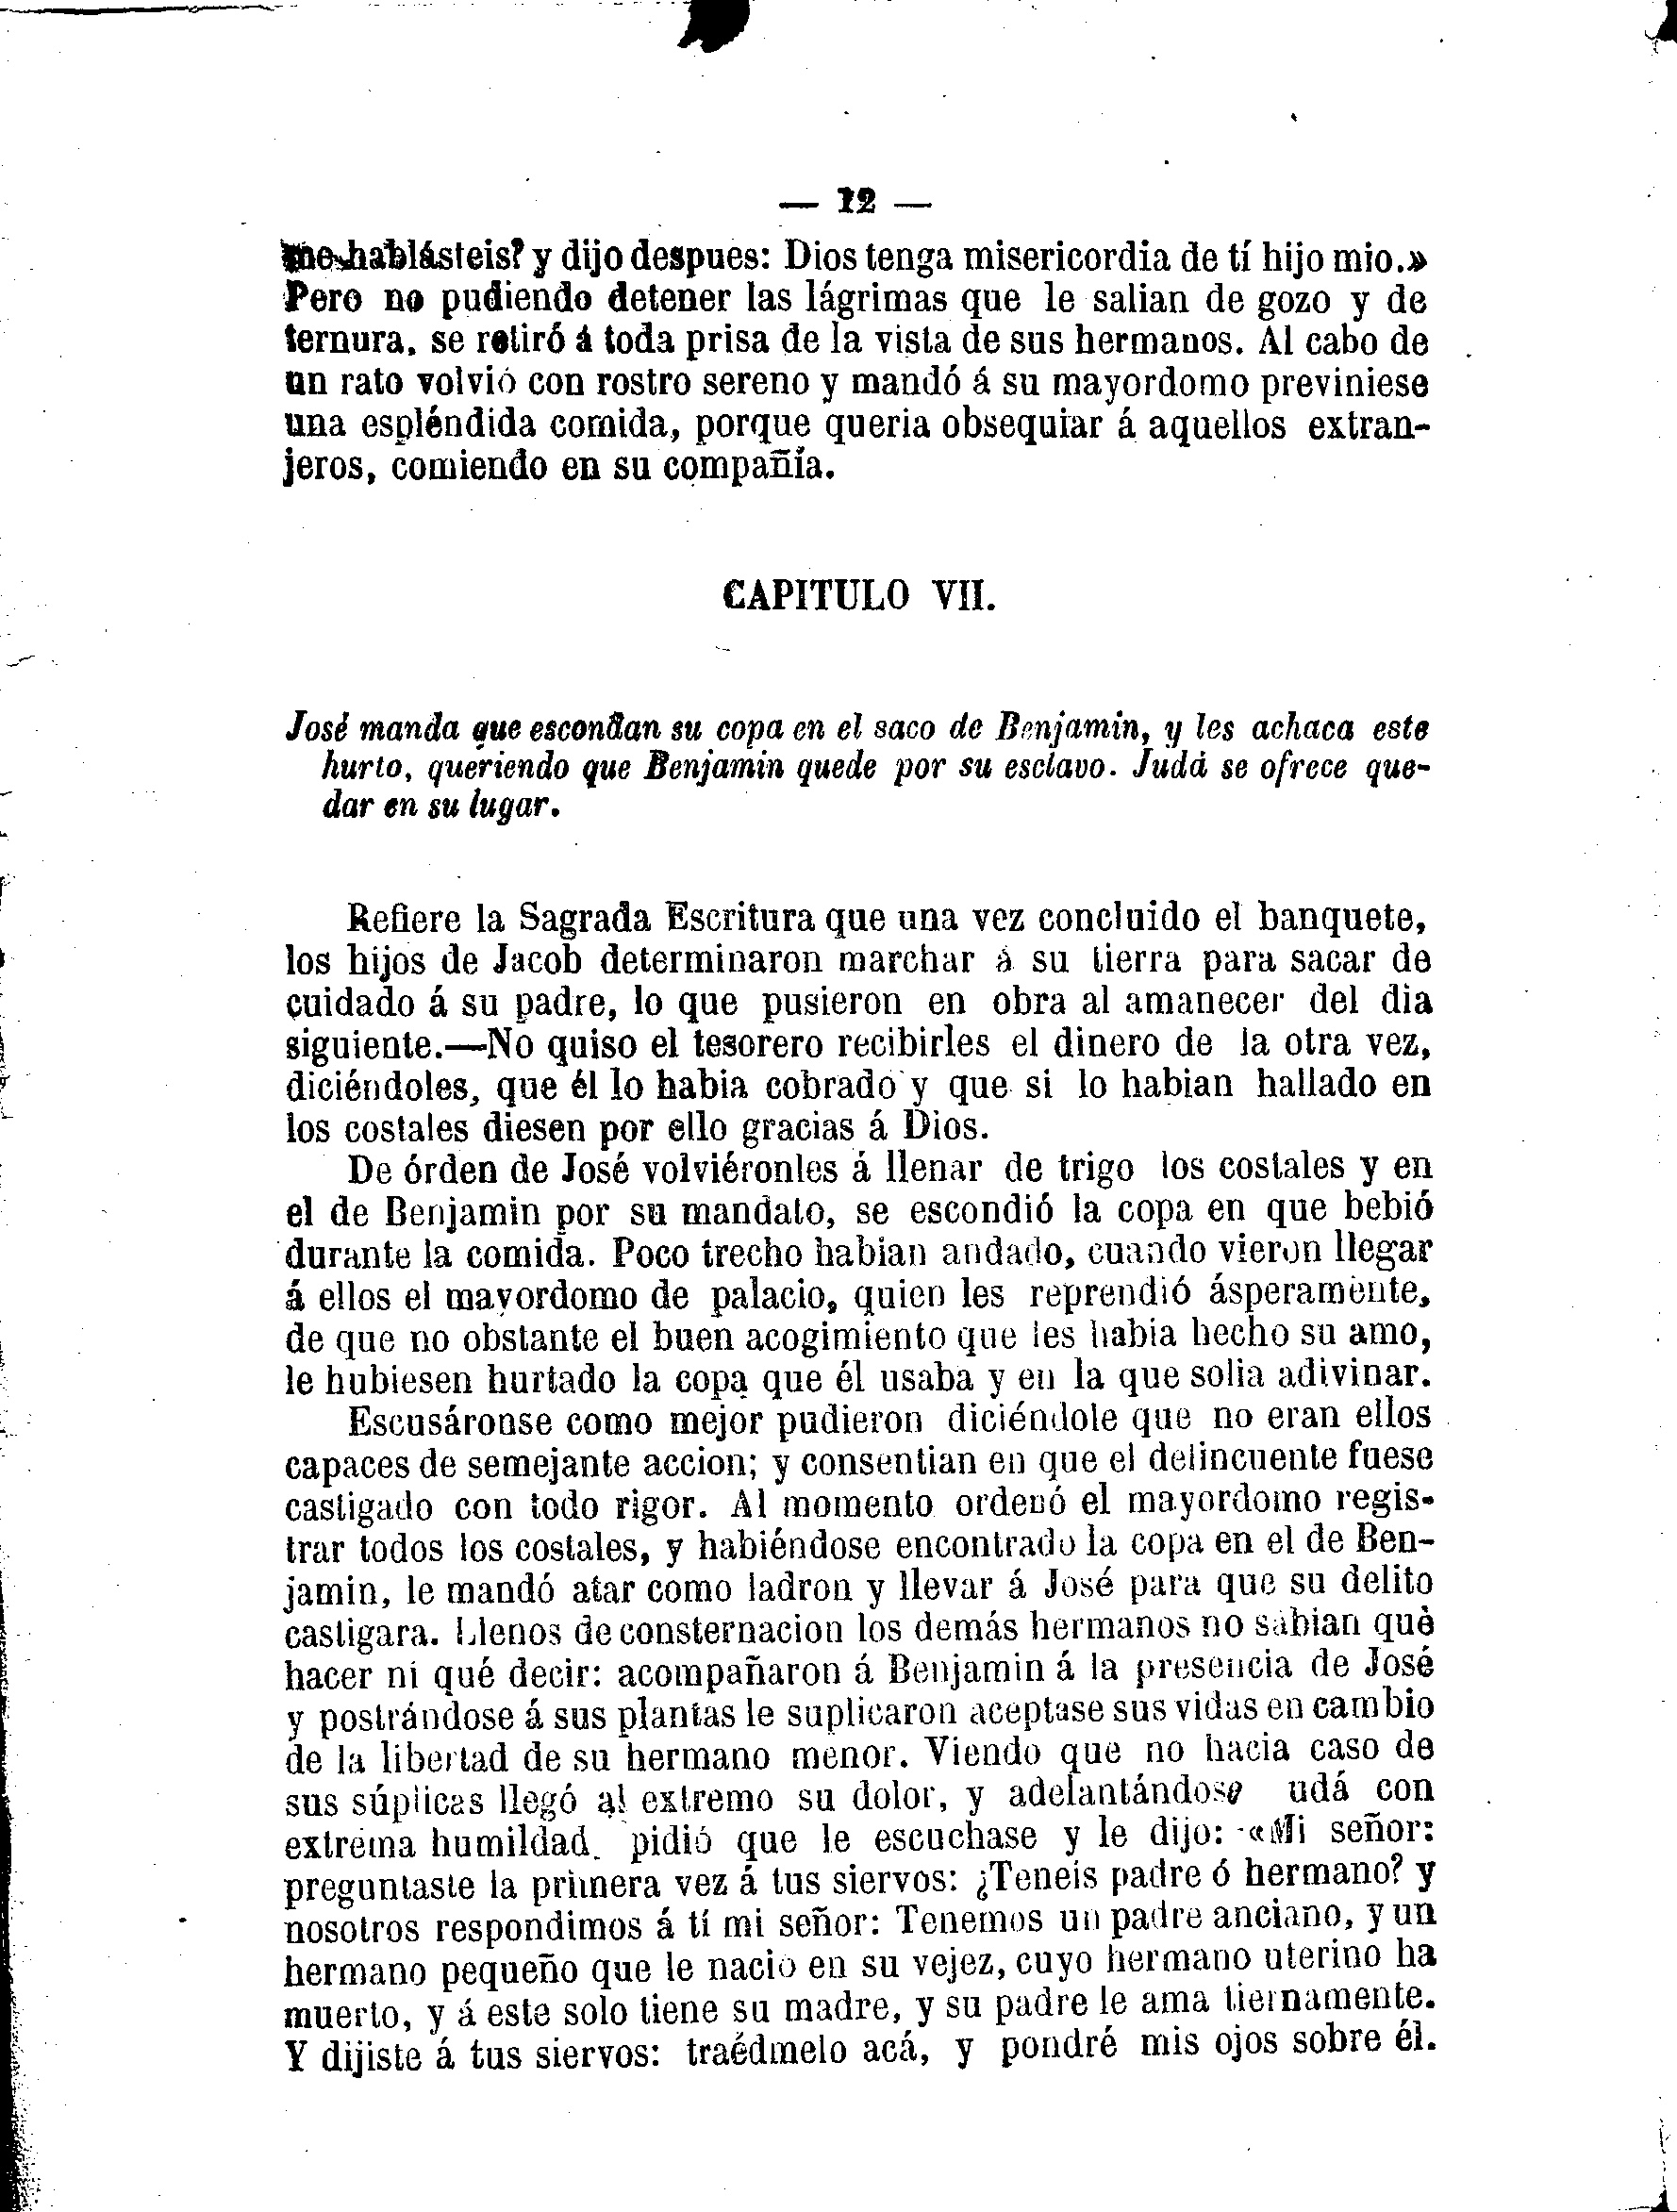 — 12 —
me hablásteis? y dijo despues: Dios tenga misericordia de tí hijo mio.»
Pero no pudiendo detener las lágrimas que le salian de gozo y de
ternura, se retiró á toda prisa de la vista de sus hermanos. Al cabo de
un rato volvió con rostro sereno y mandó á su mayordomo previniese
una espléndida comida, porque queria obsequiar á aquellos extran-
jeros, comiendo en su compañía.
CAPITULO VII.
José manda que escondan su copa en el saco de Benjamin, y les achaca este
hurto, queriendo que Benjamin quede por su esclavo. Judá se ofrece que-
dar en su lugar.
Refiere la Sagrada Escritura que una vez concluido el banquete,
los hijos de Jacob determinaron marchar á su tierra para sacar de
cuidado á su padre, lo que pusieron en obra al amanecer del dia
siguiente.—No quiso el tesorero recibirles el dinero de la otra vez,
diciéndoles, que él lo habia cobrado y que si lo habian hallado en
los costales diesen por ello gracias á Dios.
De órden de José volviéronles á llenar de trigo los costales y en
el de Benjamin por su mandato, se escondió la copa en que bebió
durante la comida. Poco trecho habian andado, cuando vieron llegar
á ellos el mayordomo de palacio, quien les reprendió ásperamente,
de que no obstante el buen acogimiento que les habia hecho su amo,
le hubiesen hurtado la copa que él usaba y en la que solia adivinar.
Escusáronse como mejor pudieron diciéndole que no eran ellos
capaces de semejante accion; y consentian en que el delincuente fuese
castigado con todo rigor. Al momento ordenó el mayordomo regis-
trar todos los costales, y habiéndose encontrado la copa en el de Ben-
jamin, le mandó atar como ladron y llevar á José para que su delito
castigara. Llenos de consternacion los demás hermanos no sabian qué
hacer ni qué decir: acompañaron á Benjamin á la presencia de José
y postrándose á sus plantas le suplicaron aceptase sus vidas en cambio
de la libertad de su hermano menor. Viendo que no hacia caso de
sus súplicas llegó al extremo su dolor, y adelantándose udá con
extrema humildad. pidió que le escuchase y le dijo: «Mi señor:
preguntaste la primera vez á tus siervos: ¿Teneis padre ó hermano? y
nosotros respondimos á tí mi señor: Tenemos un padre anciano, y un
hermano pequeño que le nació en su vejez, cuyo hermano uterino ha
muerto, y á este solo tiene su madre, y su padre le ama tiernamente.
Y dijiste á tus siervos: traédmelo acá, y pondré mis ojos sobre él.